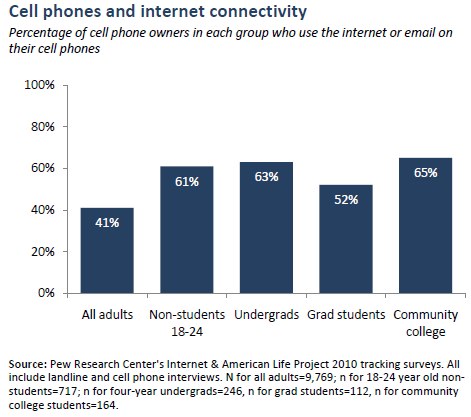 Cell phones and internet connectivity
Percentage of cell phone owners in each group who use the internet or email on
their cell phones
100%
80%
60%
40%
20%
0%
41%
61%
63%
52%
65%
All adults
Non-students
18-24
Undergrads
Grad students
Community
college
Source: Pew Research Center's Internet & American Life Project 2010 tracking surveys. All
include landline and cell phone interviews. N for all adults=9,769; n for 18-24 year old non-
students=717; n for four-year undergrads=246, n for grad students=112, n for community
college students=164.